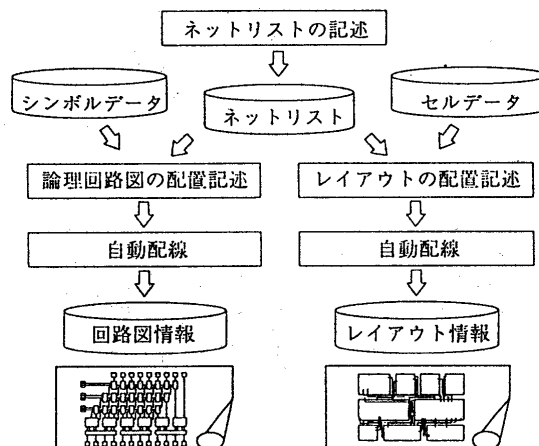 ネットリストの記述
シンボルデータ
ネットリスト
セルデータ
論理回路図の配置記述
レイアウトの配置記述
自動配線
自動配線
回路図情報
レイアウト情報